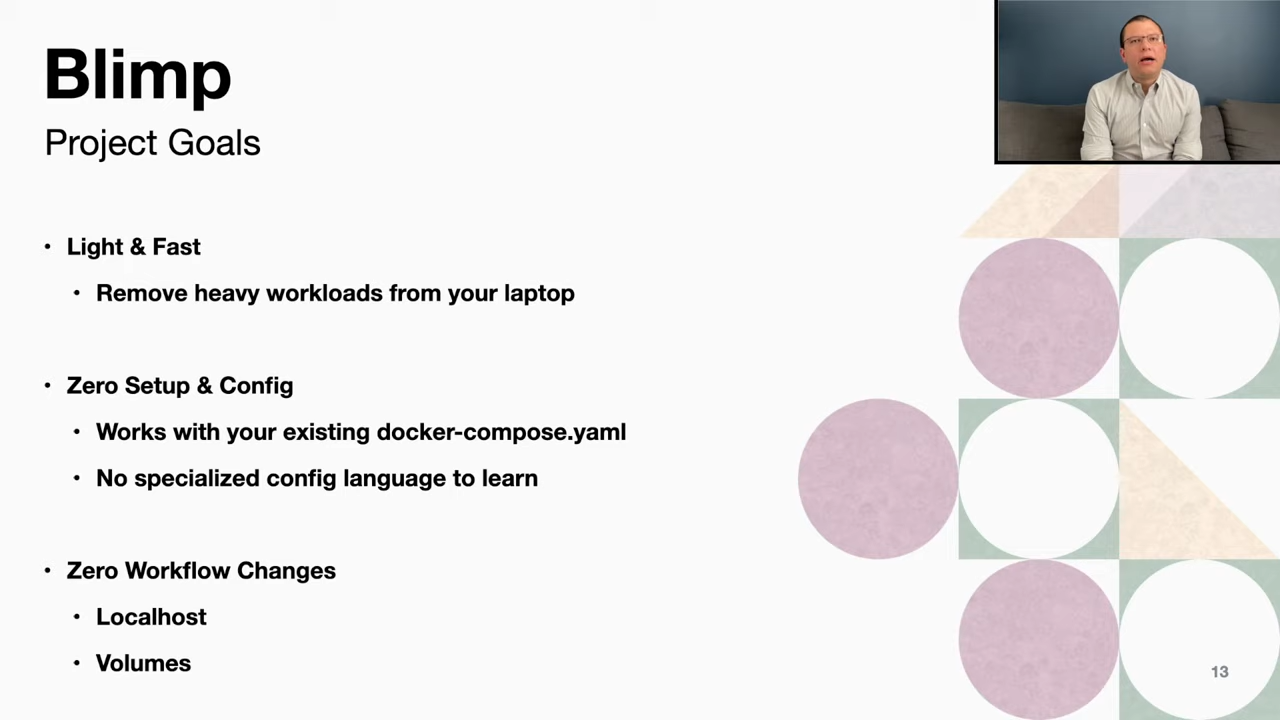 Blimp
Project Goals
• Light & Fast
• Remove heavy workloads from your laptop
• Zero Setup & Config
• Works with your existing docker-compose.yaml
• No specialized config language to learn
• Zero Workflow Changes
• Localhost
• Volumes
13